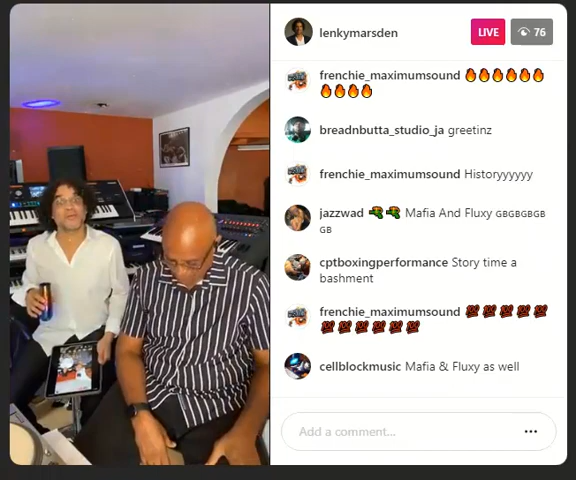 lenkymarsden LIVE 76
frenchie_maximumsound 🔥🔥🔥🔥🔥🔥
🔥🔥🔥🔥
breadnbutta_studio_ja greetinz
frenchie_maximumsound Historyyyyyy
jazzwad 🔫🔫 Mafia And Fluxy GBGBGBGB
GB
cptboxingperformance Story time a
bashment
frenchie_maximumsound 💯💯💯💯💯
💯💯💯💯💯💯
cellblockmusic Mafia & Fluxy as well
Add a comment...